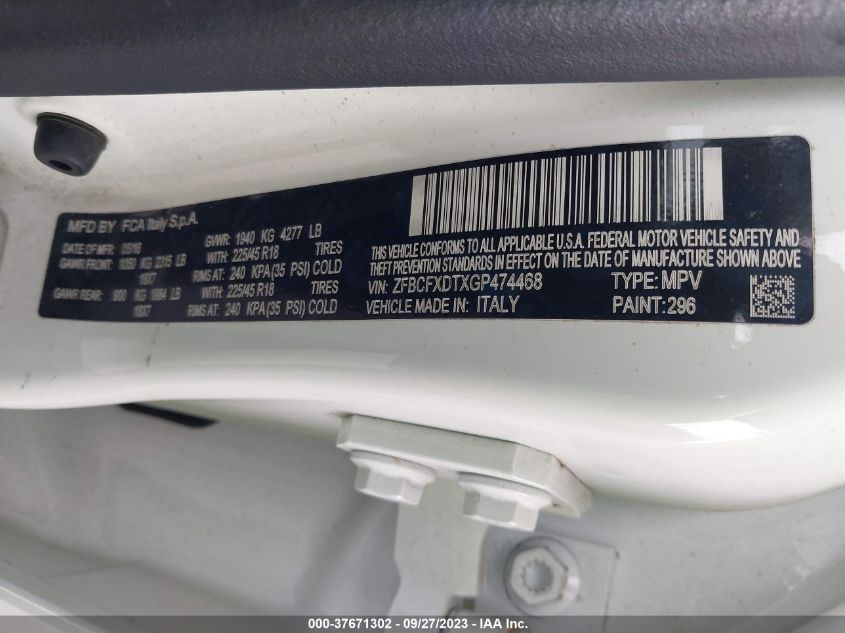 MFD BY FCA Italy S.p.A.
DATE OF MFR 05/16 GVWR: 1940 KG 4277 LB
GAWR FRONT: 1050 KG 2315 LB WITH: 225/45 R18 TIRES
18X7 RIMS AT: 240 KPA(35 PSI) COLD
GAWR REAR: 900 KG 1984 LB WITH: 225/45 R18 TIRES
18X7 RIMS AT: 240 KPA(35 PSI) COLD
THIS VEHICLE CONFORMS TO ALL APPLICABLE U.S.A. FEDERAL MOTOR VEHICLE SAFETY AND
THEFT PREVENTION STANDARDS IN EFFECT ON THE DATE OF MANUFACTURE SHOWN ABOVE
VIN: ZFBCFXDTXGP474468 TYPE: MPV
VEHICLE MADE IN: ITALY PAINT: 296
000-37671302 - 09/27/2023 - IAA Inc.